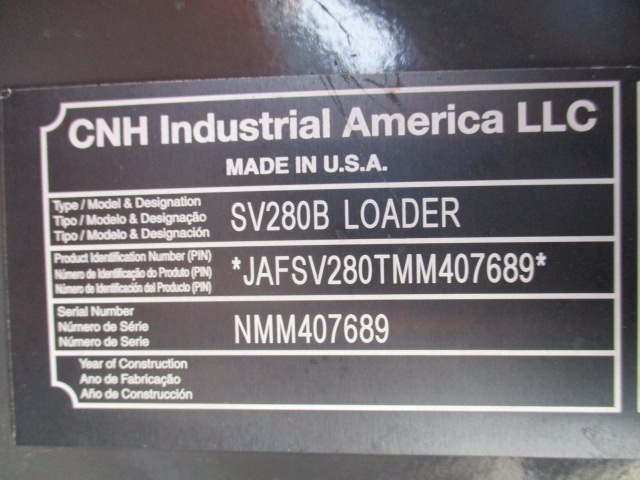 CNH Industrial America LLC
MADE IN U.S.A.
Type / Model & Designation
Tipo / Modelo & Designação
Tipo / Modelo & Designación
SV280B LOADER
Product Identification Number (PIN)
Número de Identificação do Produto (PIN)
Número de Identificación del Producto (PIN)
*JAFSV280TMM407689*
Serial Number
Número de Série
Número de Serie
NMM407689
Year of Construction
Ano de Fabricação
Año de Construcción